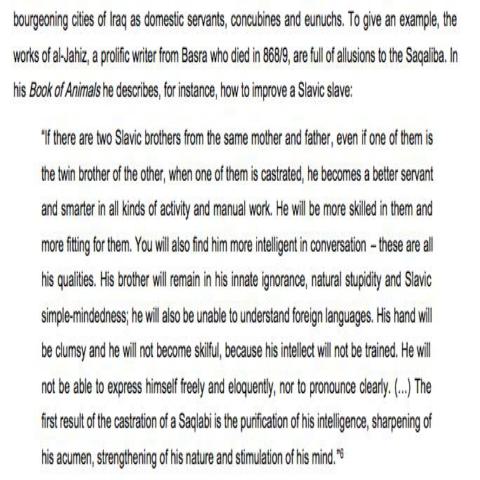 bourgeoning cities of Iraq as domestic servants, concubines and eunuchs. To give an example, the
works of al-Jahiz, a prolific writer from Basra who died in 868/9, are full of allusions to the Saqaliba. In
his Book of Animals he describes, for instance, how to improve a Slavic slave:
"If there are two Slavic brothers from the same mother and father, even if one of them is
the twin brother of the other, when one of them is castrated, he becomes a better servant
and smarter in all kinds of activity and manual work. He will be more skilled in them and
more fitting for them. You will also find him more intelligent in conversation – these are all
his qualities. His brother will remain in his innate ignorance, natural stupidity and Slavic
simple-mindedness; he will also be unable to understand foreign languages. His hand will
be clumsy and he will not become skilful, because his intellect will not be trained. He will
not be able to express himself freely and eloquently, nor to pronounce clearly. (...) The
first result of the castration of a Saqlabi is the purification of his intelligence, sharpening of
his acumen, strengthening of his nature and stimulation of his mind."6